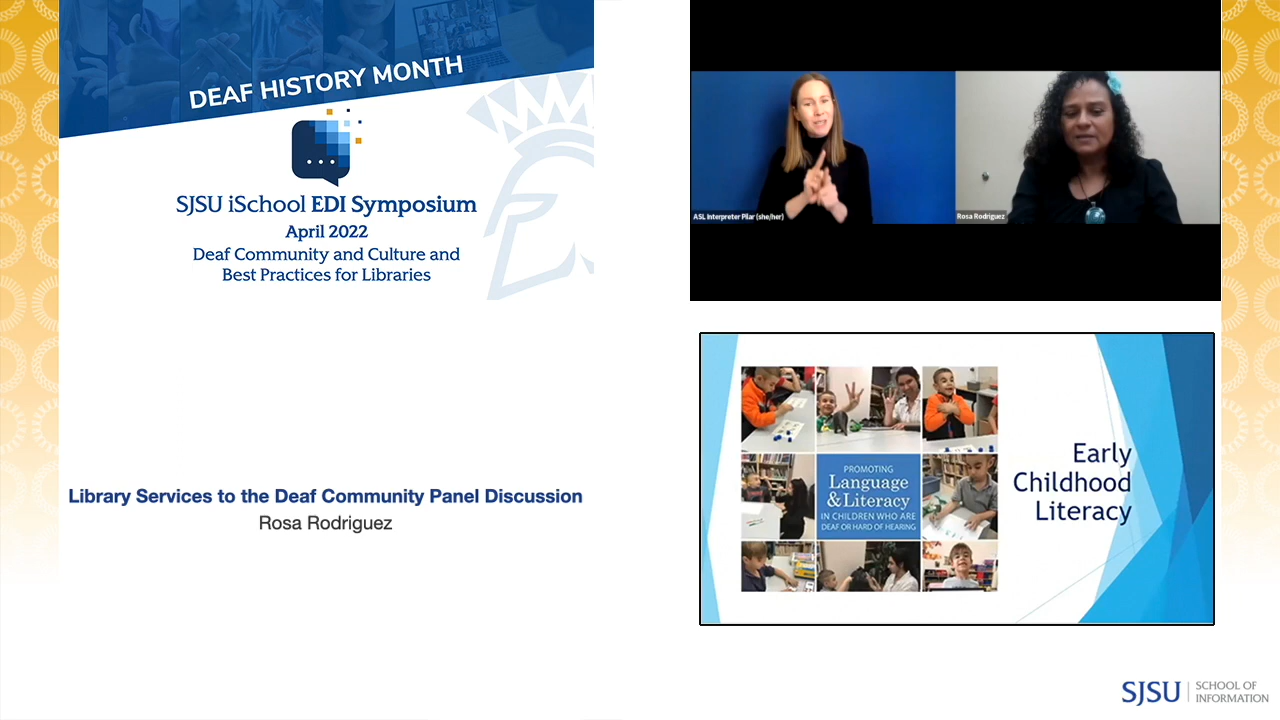 DEAF HISTORY MONTH
SJSU iSchool EDI Symposium
April 2022
Deaf Community and Culture and
Best Practices for Libraries
Library Services to the Deaf Community Panel Discussion
Rosa Rodriguez
ASL Interpreter Pilar (she/her)
Rosa Rodriguez
PROMOTING
Language
& Literacy
IN CHILDREN WHO ARE
DEAF OR HARD OF HEARING
Early
Childhood
Literacy
SJSU
SCHOOL OF
INFORMATION